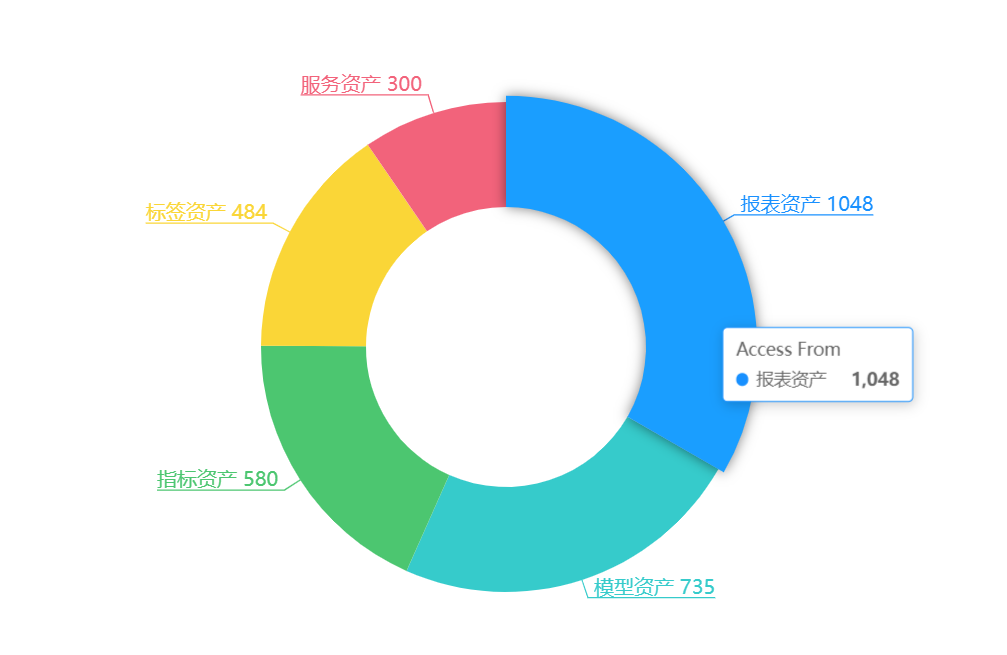 服务资产 300
报表资产 1048
标签资产 484
Access From
报表资产 1,048
指标资产 580
模型资产 735